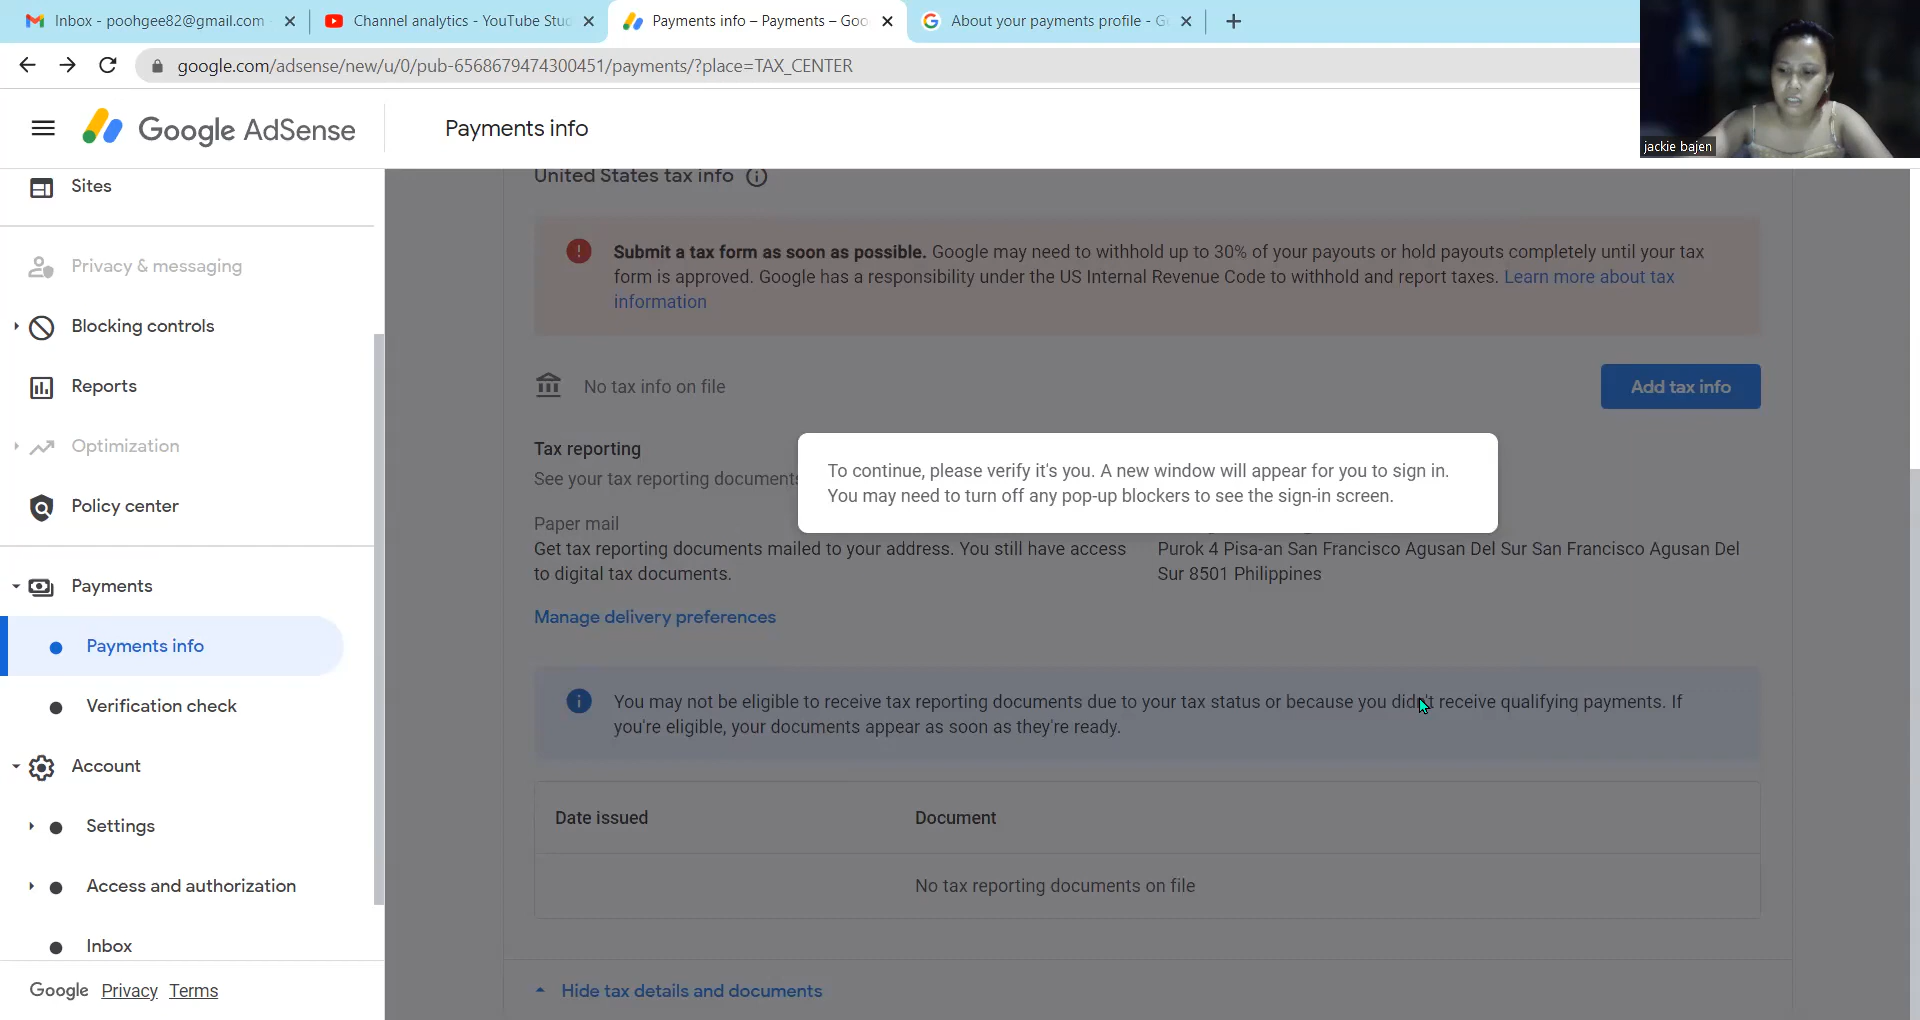 Inbox - poohgee82@gmail.com
Channel analytics - YouTube Stu
Payments info – Payments – Goo
About your payments profile - G
google.com/adsense/new/u/0/pub-6568679474300451/payments/?place=TAX_CENTER
Google AdSense
Payments info
jackie bajen
Sites
Privacy & messaging
Blocking controls
Reports
Optimization
Policy center
Payments
Payments info
Verification check
Account
Settings
Access and authorization
Inbox
Google Privacy Terms
United States tax info
Submit a tax form as soon as possible. Google may need to withhold up to 30% of your payouts or hold payouts completely until your tax
form is approved. Google has a responsibility under the US Internal Revenue Code to withhold and report taxes. Learn more about tax
information
No tax info on file
Add tax info
Tax reporting
See your tax reporting documents
To continue, please verify it's you. A new window will appear for you to sign in.
You may need to turn off any pop-up blockers to see the sign-in screen.
Paper mail
Get tax reporting documents mailed to your address. You still have access
to digital tax documents.
Purok 4 Pisa-an San Francisco Agusan Del Sur San Francisco Agusan Del
Sur 8501 Philippines
Manage delivery preferences
You may not be eligible to receive tax reporting documents due to your tax status or because you didn't receive qualifying payments. If
you're eligible, your documents appear as soon as they're ready.
Date issued
Document
No tax reporting documents on file
Hide tax details and documents